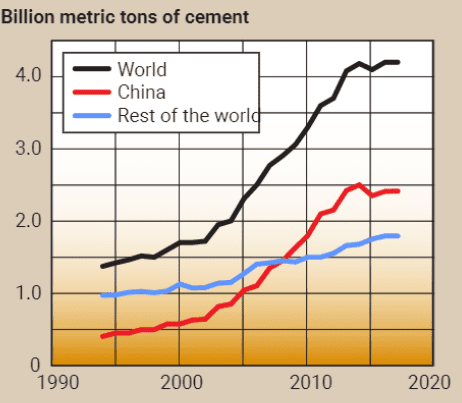 Billion metric tons of cement
World
China
Rest of the world
4.0
3.0
2.0
1.0
0
1990 2000 2010 2020